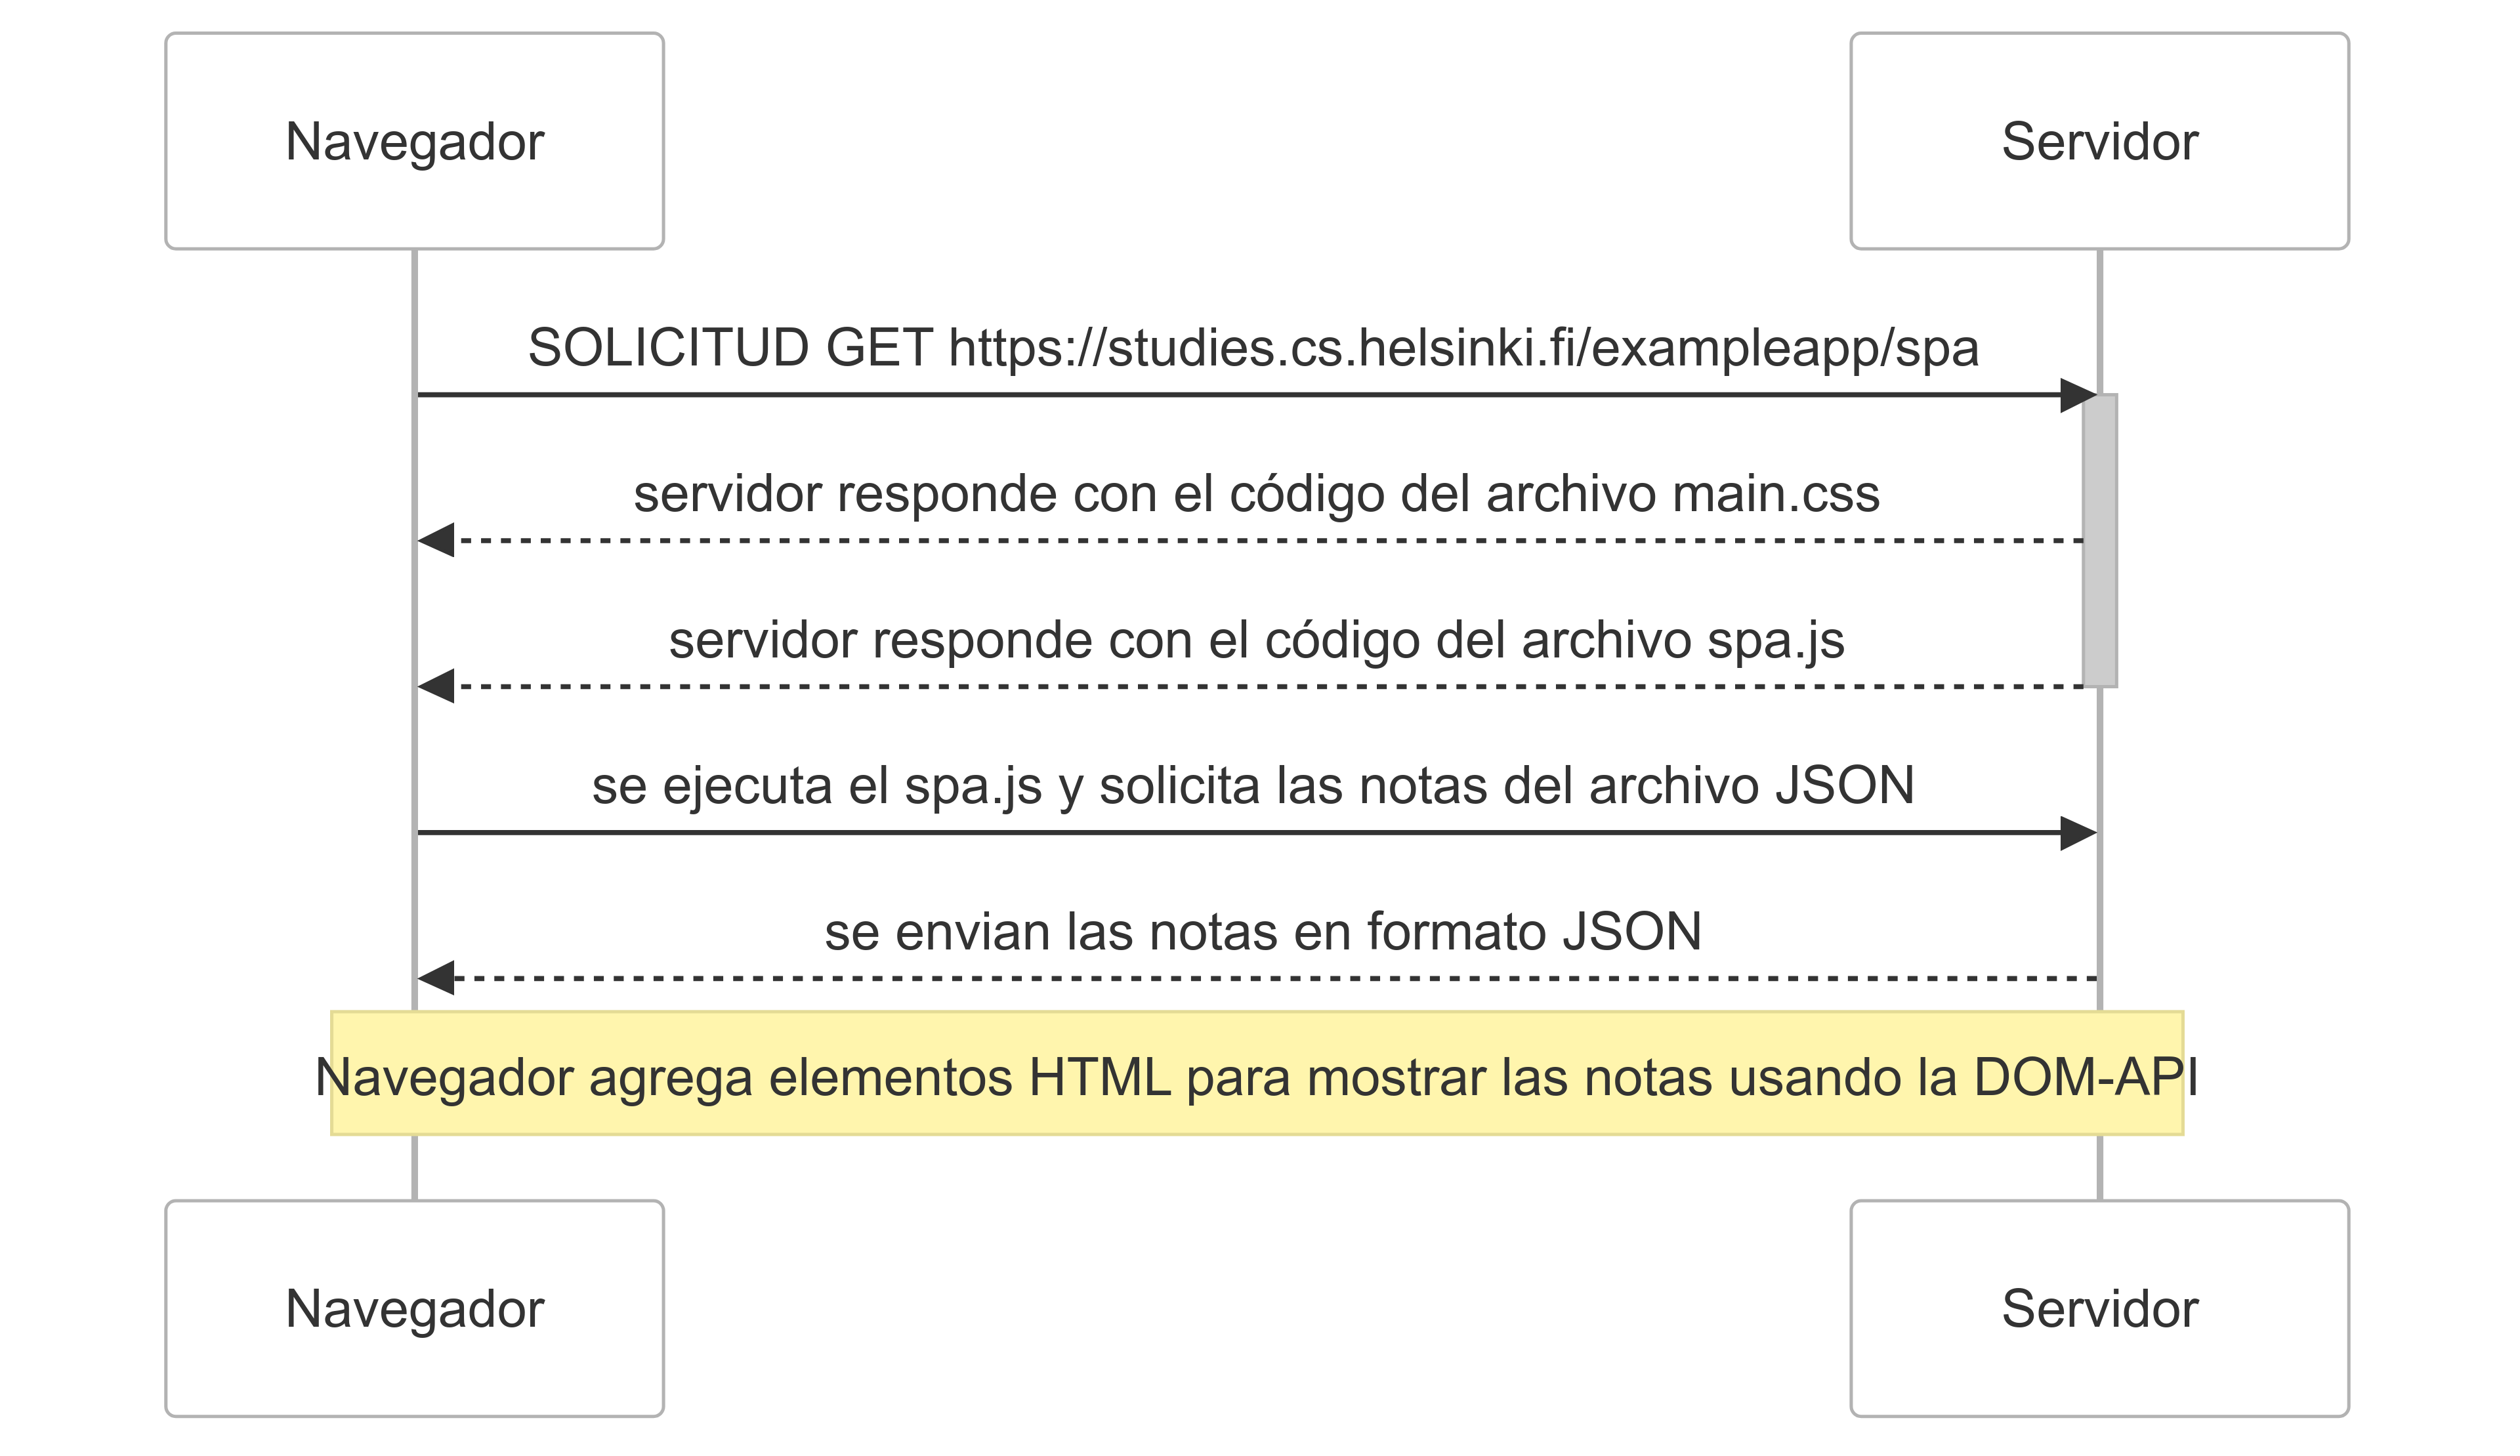 Navegador
Servidor
SOLICITUD GET https://studies.cs.helsinki.fi/exampleapp/spa
servidor responde con el código del archivo main.css
servidor responde con el código del archivo spa.js
se ejecuta el spa.js y solicita las notas del archivo JSON
se envian las notas en formato JSON
Navegador agrega elementos HTML para mostrar las notas usando la DOM-API
Navegador
Servidor